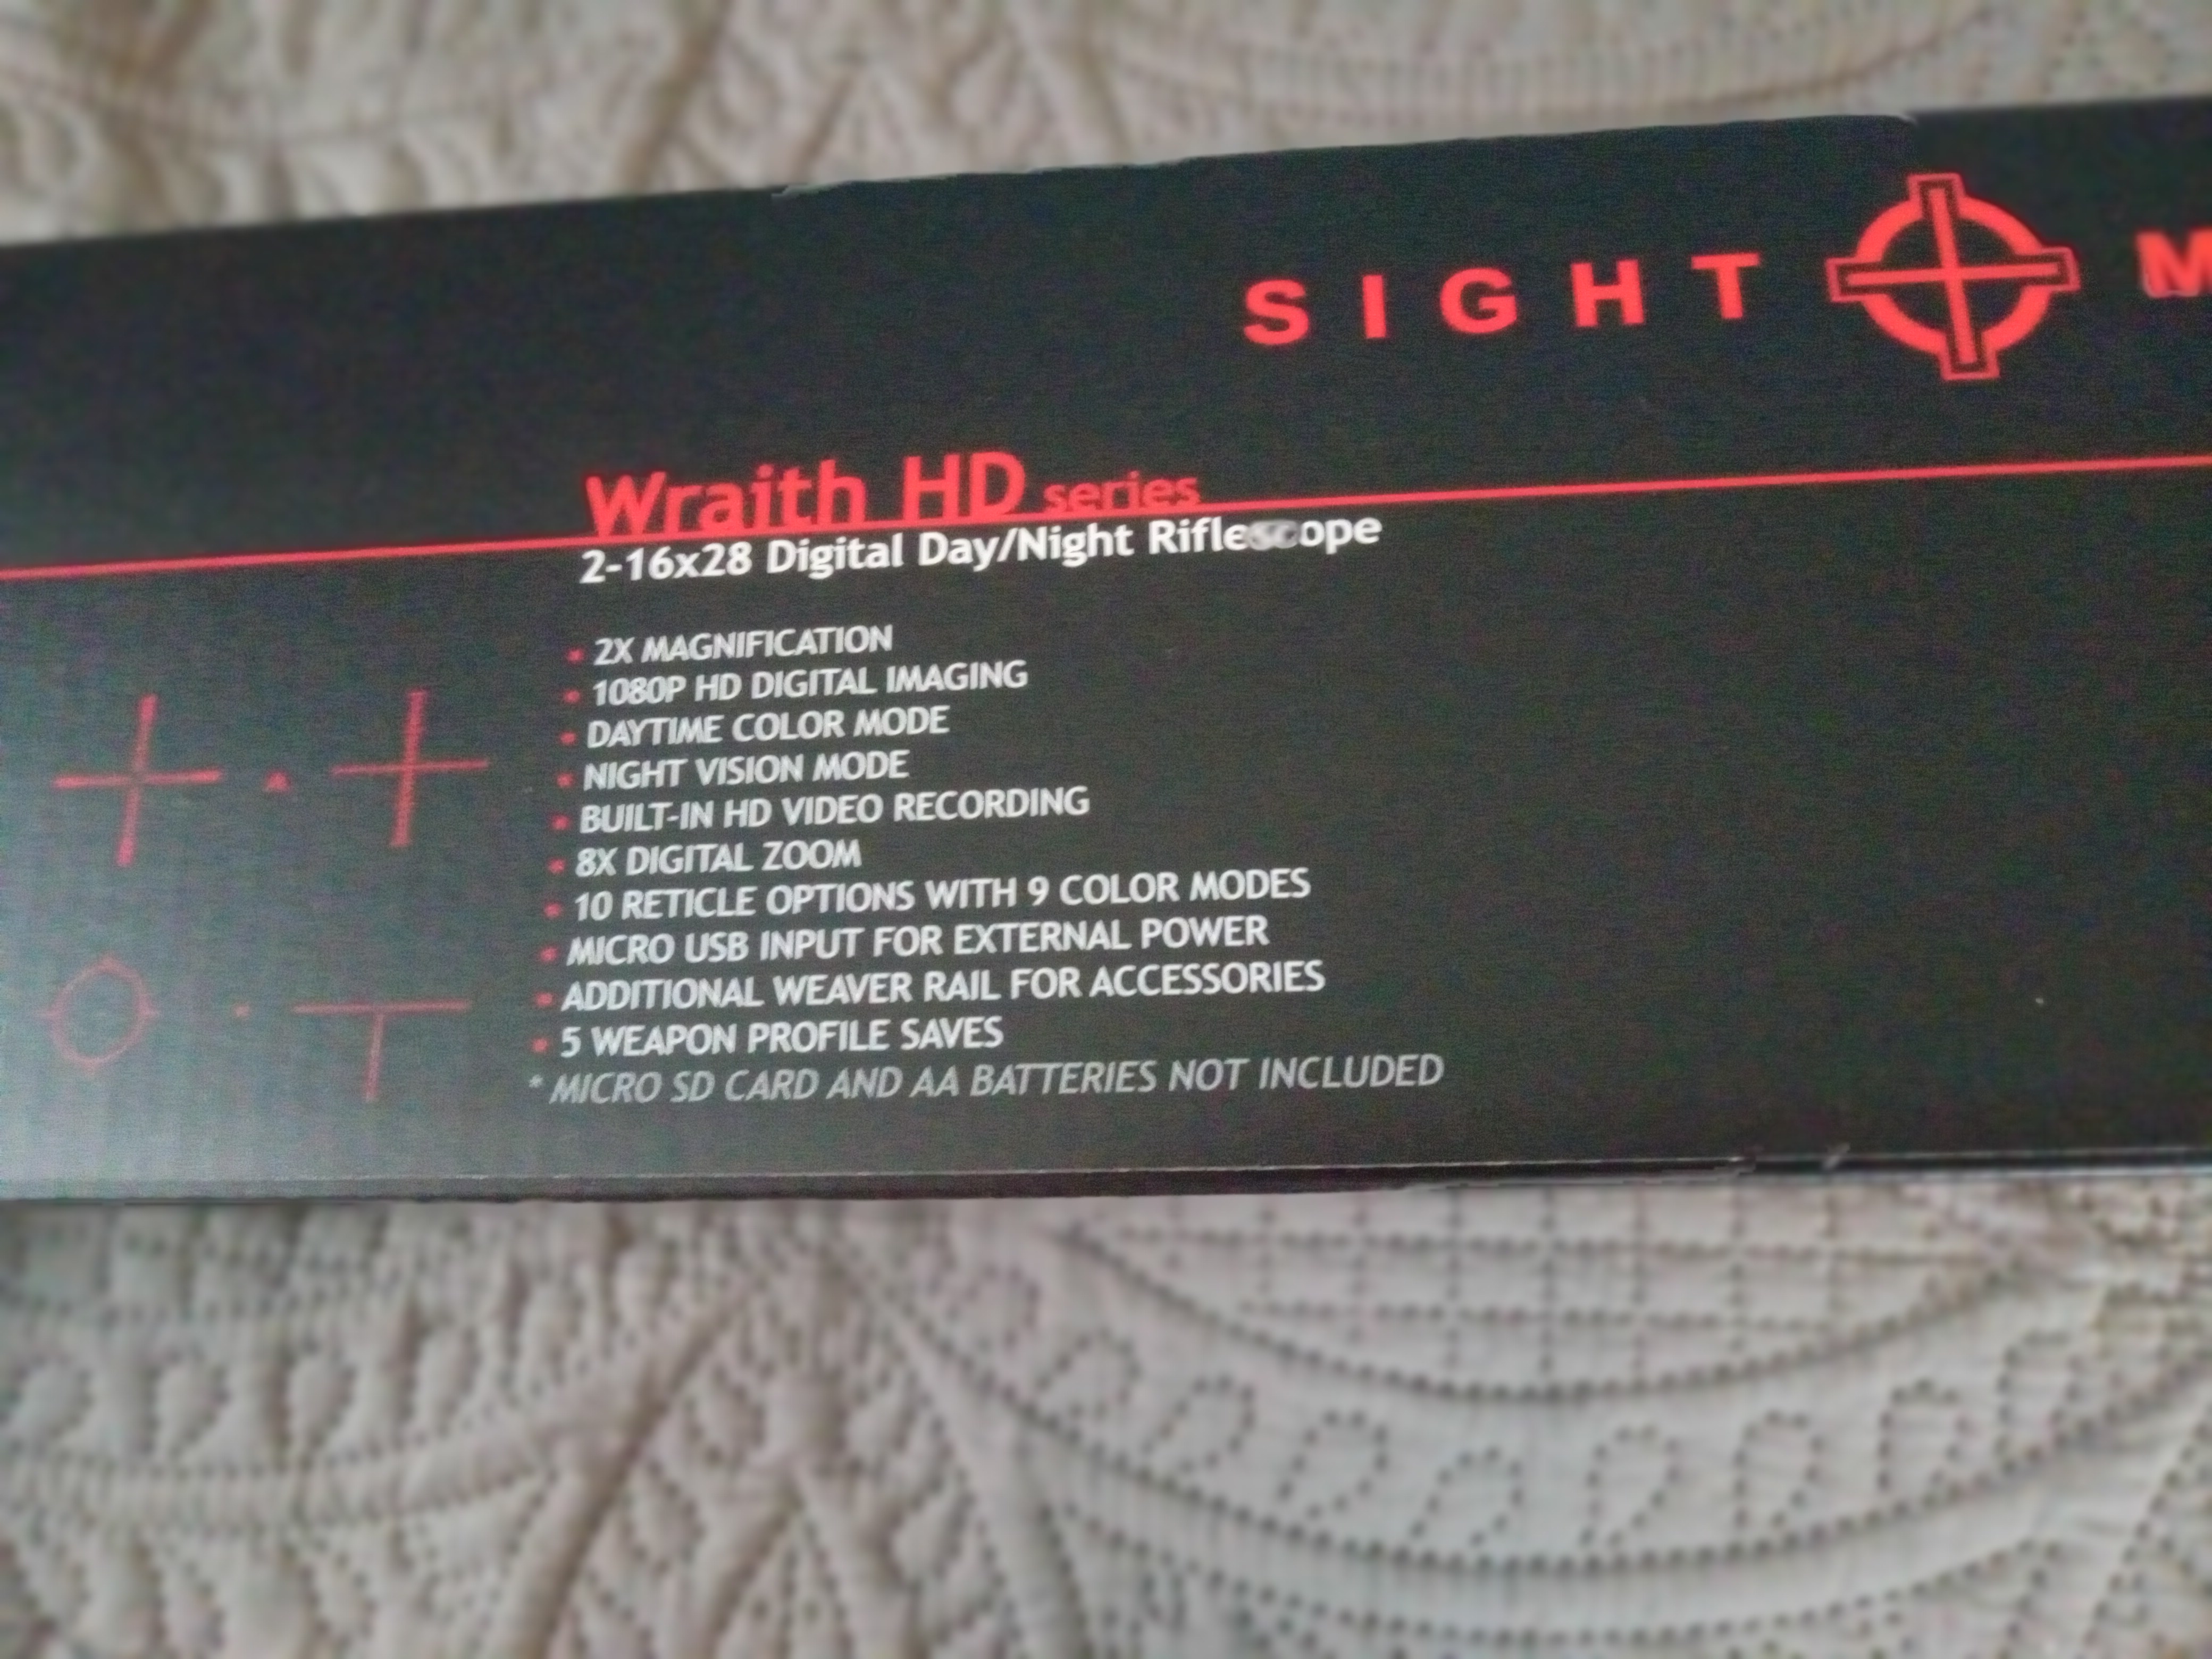 SIGHT M
Wraith HD series
2-16x28 Digital Day/Night
2X MAGNIFICATION
1080P HD DIGITAL IMAGING
DAYTIME COLOR MODE
NIGHT VISION MODE
BUILT-IN HD VIDEO RECORDING
8X DIGITAL ZOOM
10 RETICLE OPTIONS WITH 9 COLOR MODES
MICRO USB INPUT FOR EXTERNAL POWER
ADDITIONAL WEAVER RAIL FOR ACCESSORIES
5 WEAPON PROFILE SAVES
* MICRO SD CARD AND AA BATTERIES NOT INCLUDED